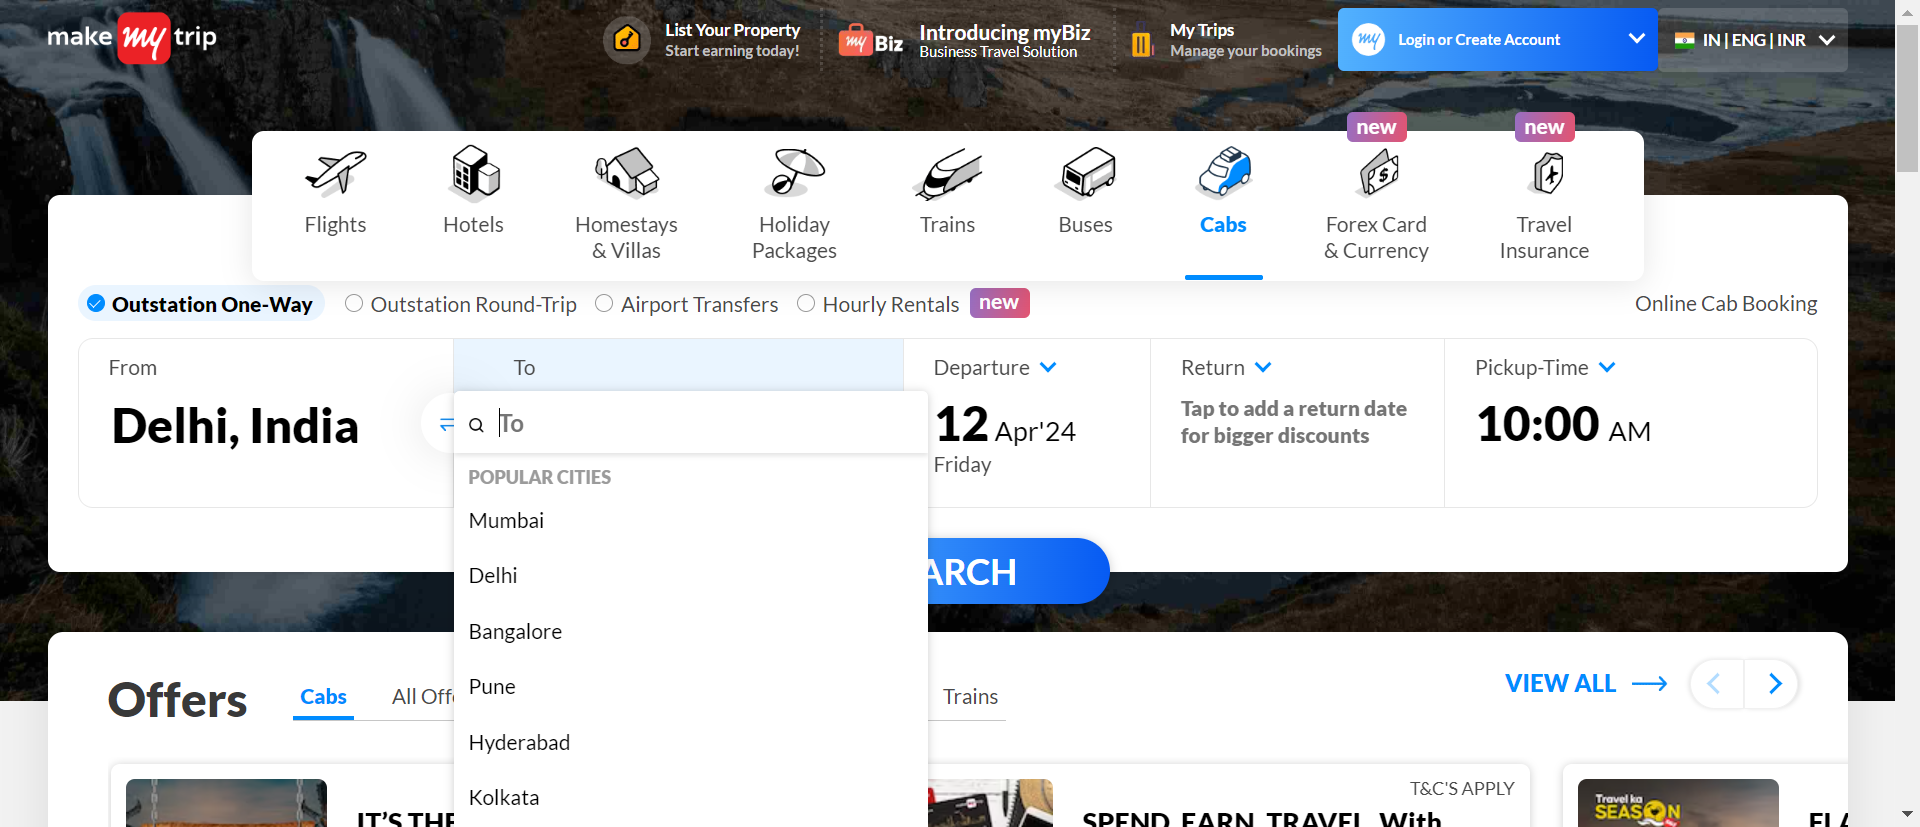 make my trip
List Your Property
Start earning today!
my Biz
Introducing myBiz
Business Travel Solution
My Trips
Manage your bookings
my
Login or Create Account
IN | ENG | INR
new
new
Flights
Hotels
Homestays
& Villas
Holiday
Packages
Trains
Buses
Cabs
Forex Card
& Currency
Travel
Insurance
Outstation One-Way
Outstation Round-Trip
Airport Transfers
Hourly Rentals
new
Online Cab Booking
From
Delhi, India
To
To
Departure
12 Apr'24
Friday
Return
Tap to add a return date
for bigger discounts
Pickup-Time
10:00 AM
POPULAR CITIES
Mumbai
Delhi
Bangalore
Pune
Hyderabad
Kolkata
ARCH
Offers
Cabs
All Off
Trains
VIEW ALL
IT'S THE
T&C'S APPLY
SPEND, EARN, TRAVEL, With
Travel ka
SEASON